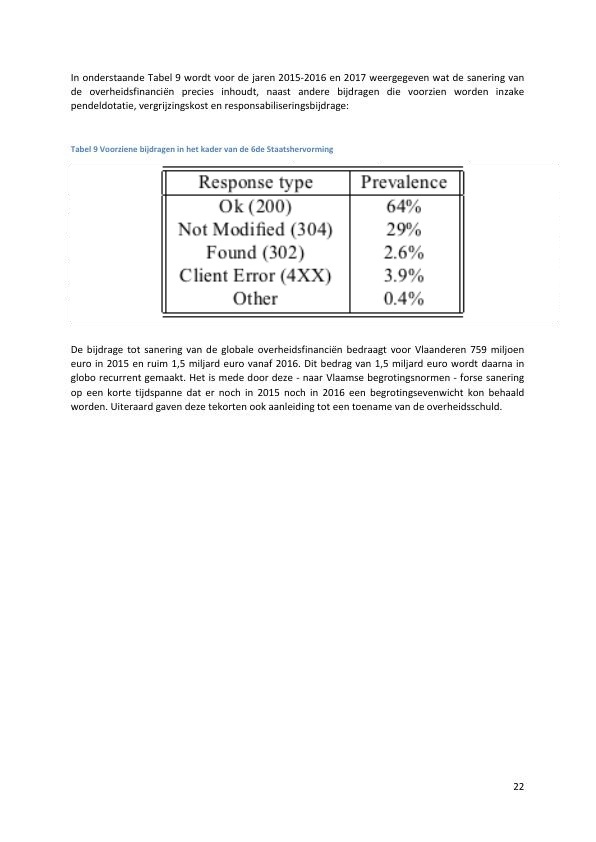 In onderstaande Tabel 9 wordt voor de jaren 2015-2016 en 2017 weergegeven wat de sanering van
de overheidsfinanciën precies inhoudt, naast andere bijdragen die voorzien worden inzake
pendeldotatie, vergrijzingskost en responsabiliseringsbijdrage:
Tabel 9 Voorziene bijdragen in het kader van de 6de Staatshervorming
Response type Prevalence
Ok (200) 64%
Not Modified (304) 29%
Found (302) 2.6%
Client Error (4XX) 3.9%
Other 0.4%
De bijdrage tot sanering van de globale overheidsfinanciën bedraagt voor Vlaanderen 759 miljoen
euro in 2015 en ruim 1,5 miljard euro vanaf 2016. Dit bedrag van 1,5 miljard euro wordt daarna in
globo recurrent gemaakt. Het is mede door deze - naar Vlaamse begrotingsnormen - forse sanering
op een korte tijdspanne dat er noch in 2015 noch in 2016 een begrotingsevenwicht kon behaald
worden. Uiteraard gaven deze tekorten ook aanleiding tot een toename van de overheidsschuld.
22